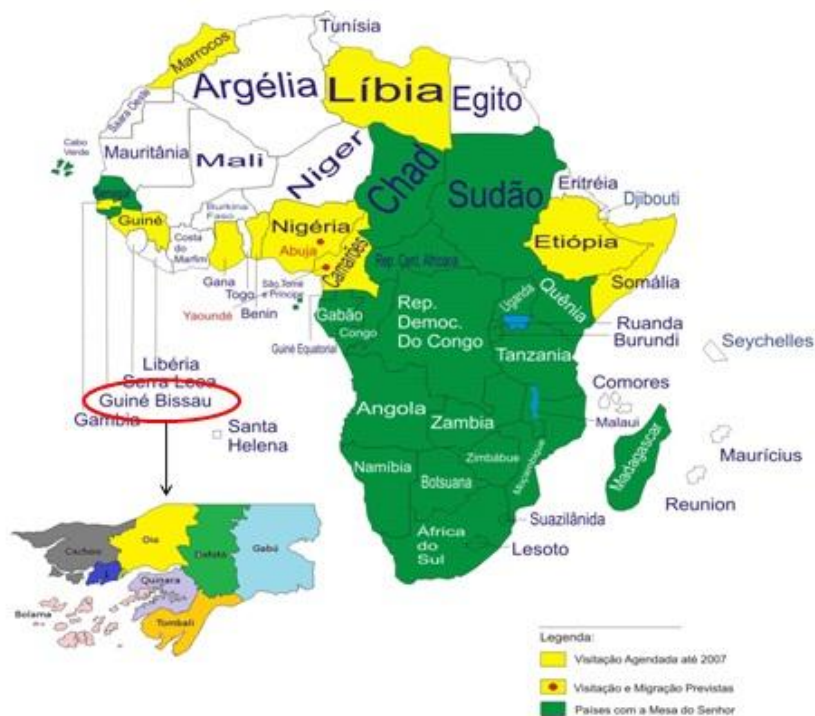 Tunísia
Marrocos
Argélia
Líbia
Egito
Saara Oeste
Cabo
Verde
Mauritânia
Mali
Niger
Chad
Sudão
Eritréia
Djibouti
Senegal
Burkina
Faso
Guiné
Nigéria
Etiópia
Costa
do
Marfim
Abuja
Camarões
Rep. Cent. Africana
Somália
Gana
Togo
Benin
São Tomé
e Príncipe
Yaoundé
Guiné Equatorial
Gabão
Congo
Rep.
Democ.
Do Congo
Uganda
Quênia
Ruanda
Burundi
Tanzania
Seychelles
Libéria
Serra Leoa
Guiné Bissau
Gambia
Santa
Helena
Angola
Zambia
Comores
Malaui
Moçambique
Madagascar
Maurícius
Reunion
Namíbia
Zimbábue
Botsuana
Suazilânida
África
do
Sul
Lesoto
Cacheu
Oia
Bafatá
Gabú
Quinara
Bolama
Tombali
Legenda:
Visitação Agendada até 2007
Visitação e Migração Previstas
Países com a Mesa do Senhor